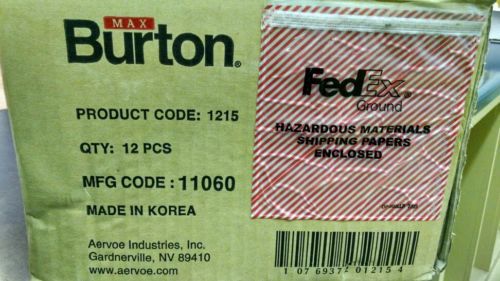 MAX
Burton®
PRODUCT CODE: 1215
QTY: 12 PCS
MFG CODE: 11060
MADE IN KOREA
Aervoe Industries, Inc.
Gardnerville, NV 89410
www.aervoe.com
FedEx®
Ground
HAZARDOUS MATERIALS
SHIPPING PAPERS
ENCLOSED
1 07 6937 01215 4